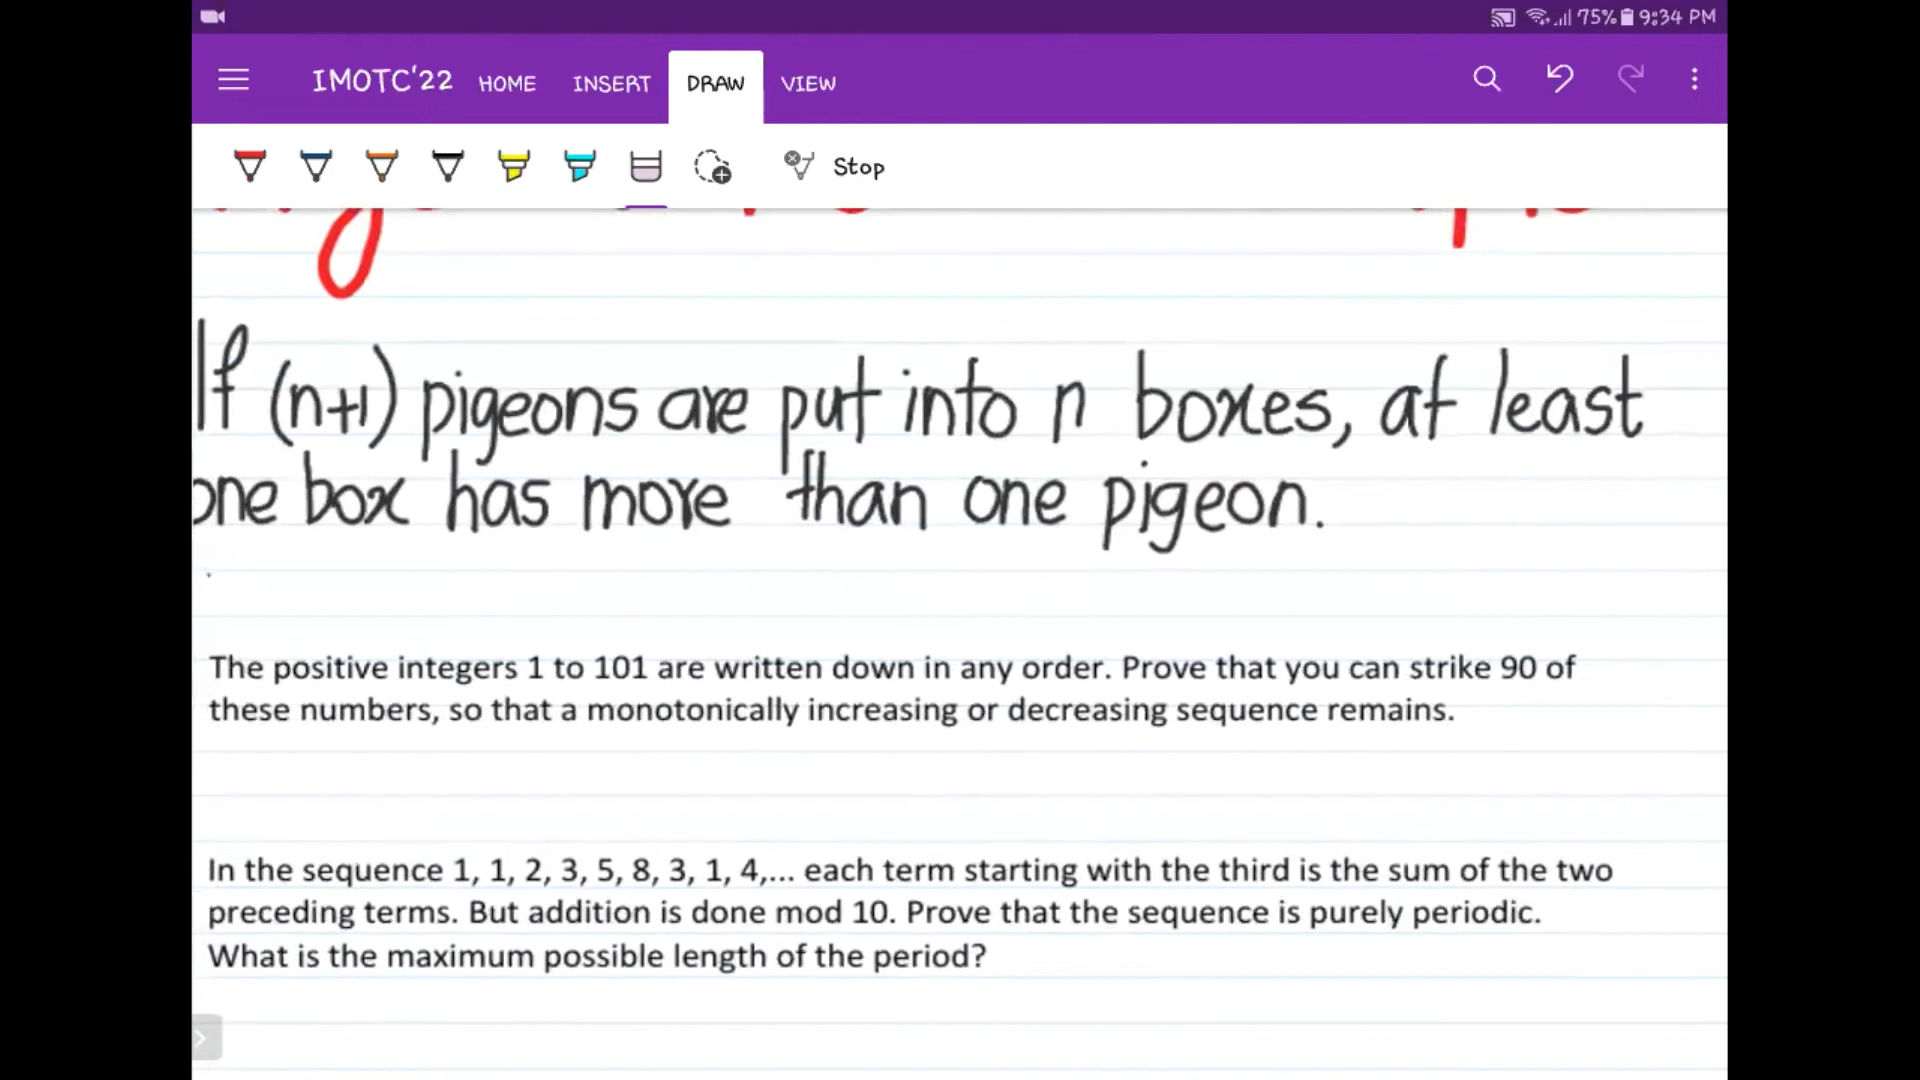 75% 9:34 PM
IMOTC'22 HOME INSERT DRAW VIEW
Stop
If (n+1) pigeons are put into n boxes, at least
one box has more than one pigeon.
The positive integers 1 to 101 are written down in any order. Prove that you can strike 90 of
these numbers, so that a monotonically increasing or decreasing sequence remains.
In the sequence 1, 1, 2, 3, 5, 8, 3, 1, 4,... each term starting with the third is the sum of the two
preceding terms. But addition is done mod 10. Prove that the sequence is purely periodic.
What is the maximum possible length of the period?